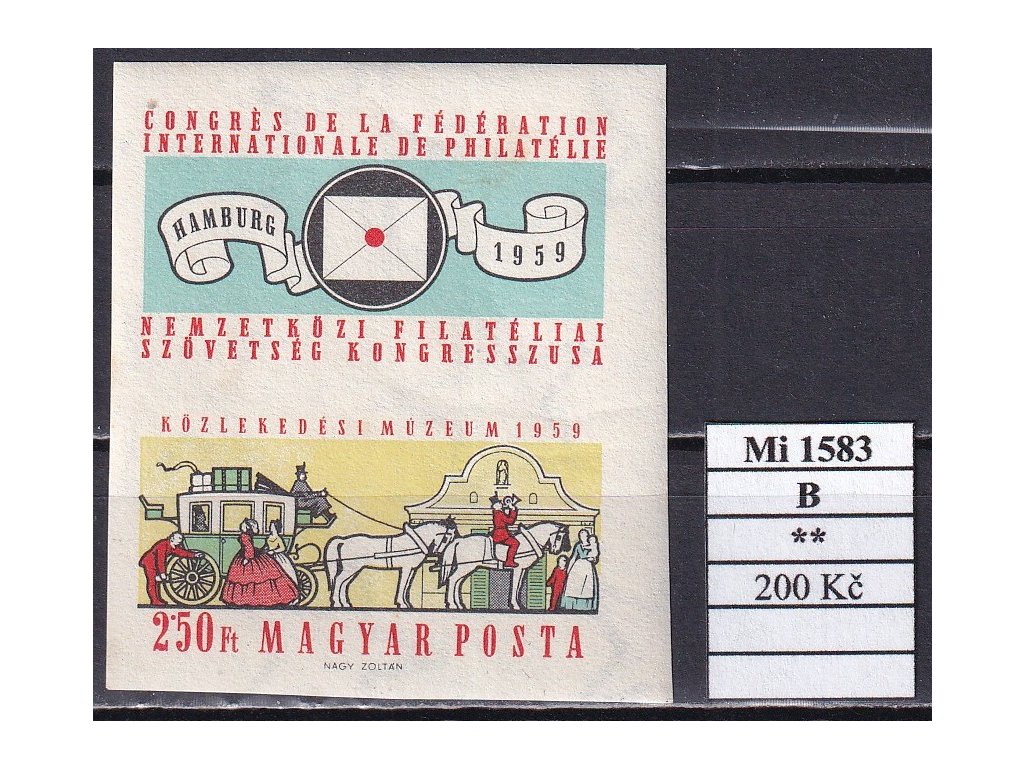 CONGRÈS DE LA FÉDÉRATION
INTERNATIONALE DE PHILATÉLIE
HAMBURG
1959
NEMZETKÖZI FILATÉLIAI
SZÖVETSÉG KONGRESSZUSA
KÖZLEKEDÉSI MÚZEUM 1959
2·50 Ft MAGYAR POSTA
NAGY ZOLTÁN
Mi 1583
B
**
200 Kč